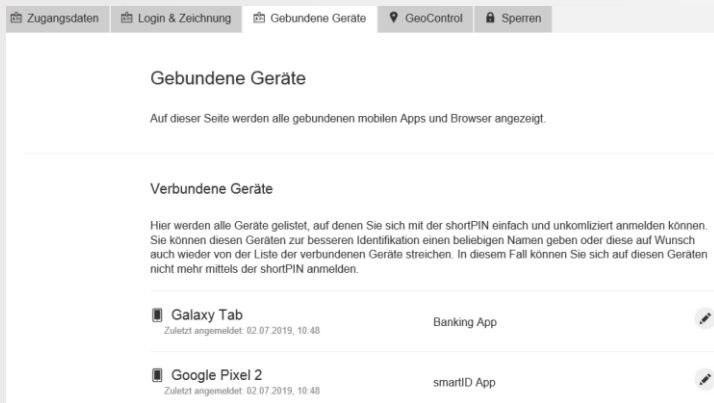 Zugangsdaten Login & Zeichnung Gebundene Geräte GeoControl Sperren
Gebundene Geräte
Auf dieser Seite werden alle gebundenen mobilen Apps und Browser angezeigt.
Verbundene Geräte
Hier werden alle Geräte gelistet, auf denen Sie sich mit der shortPIN einfach und unkomliziert anmelden können.
Sie können diesen Geräten zur besseren Identifikation einen beliebigen Namen geben oder diese auf Wunsch
auch wieder von der Liste der verbundenen Geräte streichen. In diesem Fall können Sie sich auf diesen Geräten
nicht mehr mittels der shortPIN anmelden.
Galaxy Tab
Zuletzt angemeldet: 02.07.2019, 10:48
Banking App
Google Pixel 2
Zuletzt angemeldet: 02.07.2019, 10:48
smartID App